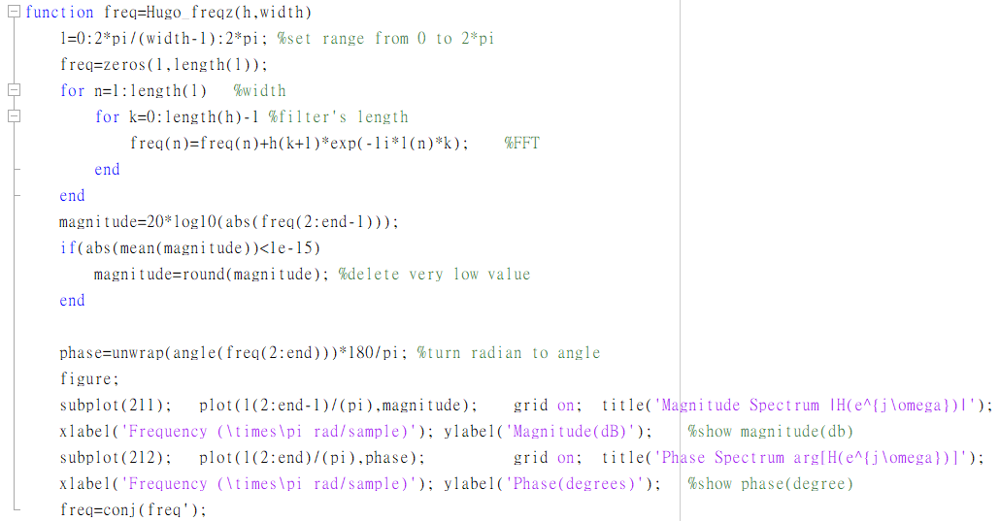 function freq=Hugo_freqz(h,width)
l=0:2*pi/(width-1):2*pi; %set range from 0 to 2*pi
freq=zeros(1,length(l));
for n=1:length(l) %width
for k=0:length(h)-1 %filter's length
freq(n)=freq(n)+h(k+1)*exp(-1i*l(n)*k); %FFT
end
end
magnitude=20*log10(abs(freq(2:end-1)));
if(abs(mean(magnitude))<1e-15)
magnitude=round(magnitude); %delete very low value
end
phase=unwrap(angle(freq(2:end)))*180/pi; %turn radian to angle
figure;
subplot(211); plot(l(2:end-1)/(pi),magnitude); grid on; title('Magnitude Spectrum |H(e^{j\omega})|');
xlabel('Frequency (\times\pi rad/sample)'); ylabel('Magnitude(dB)'); %show magnitude(db)
subplot(212); plot(l(2:end)/(pi),phase); grid on; title('Phase Spectrum arg[H(e^{j\omega})]');
xlabel('Frequency (\times\pi rad/sample)'); ylabel('Phase(degrees)'); %show phase(degree)
freq=conj(freq');